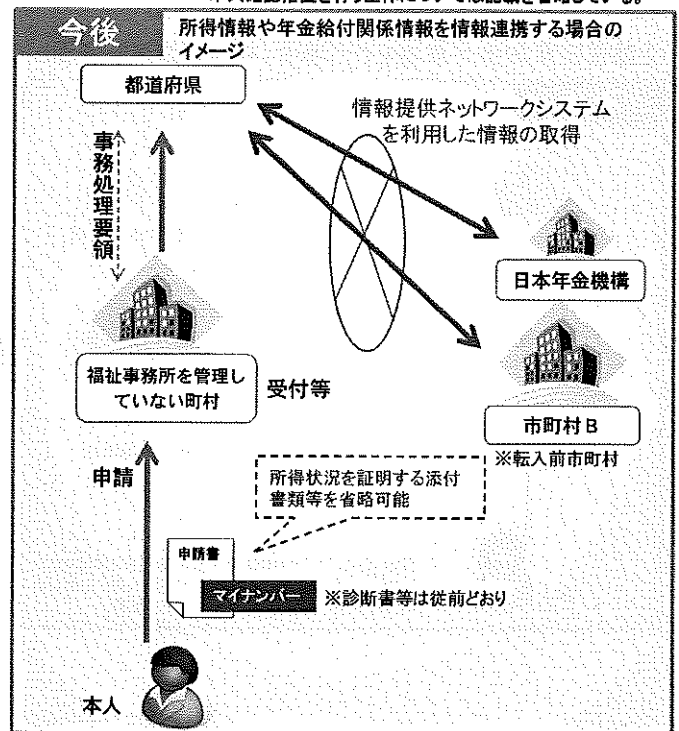 今後
所得情報や年金給付関係情報を情報連携する場合の
イメージ
都道府県
情報提供ネットワークシステム
を利用した情報の取得
事務処理要領
日本年金機構
福祉事務所を管理し
ていない町村
受付等
市町村B
※転入前市町村
申請
所得状況を証明する添付
書類等を省略可能
申請書
マイナンバー
※診断書等は従前どおり
本人